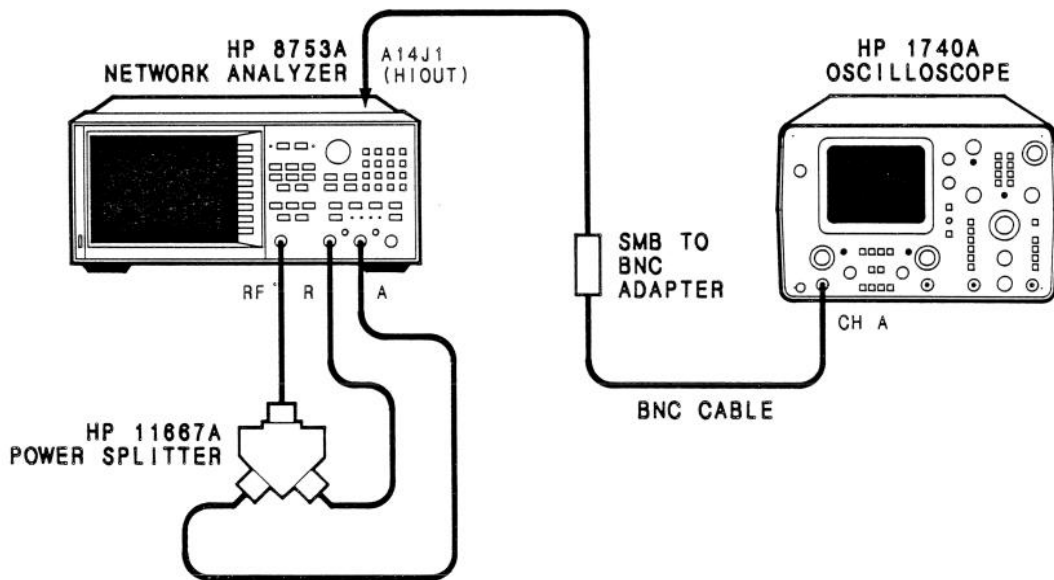 HP 8753A
NETWORK ANALYZER
A14J1
(HIOUT)
HP 1740A
OSCILLOSCOPE
SMB TO
BNC
ADAPTER
RF
R
A
CH A
BNC CABLE
HP 11667A
POWER SPLITTER